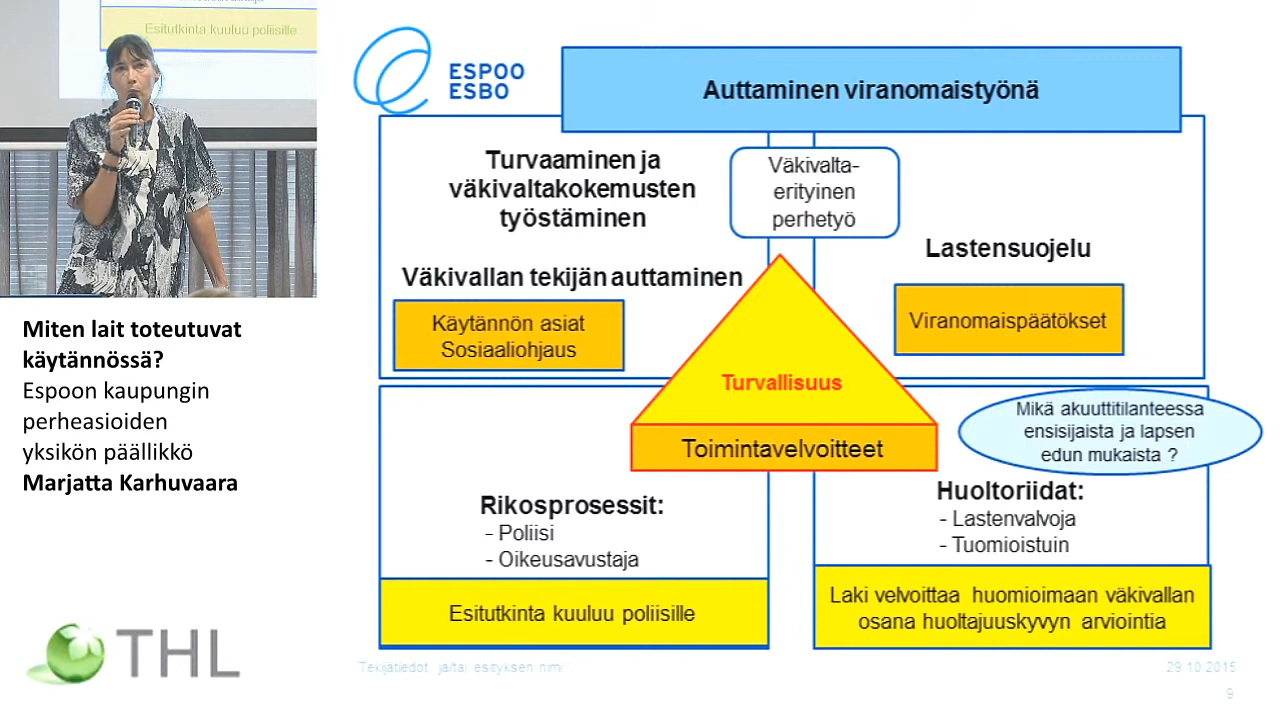 Esitutkinta kuuluu poliisille
Miten lait toteutuvat
käytännössä?
Espoon kaupungin
perheasioiden
yksikön päällikkö
Marjatta Karhuvaara
THL
ESPOO
ESBO
Auttaminen viranomaistyönä
Turvaaminen ja
väkivaltakokemusten
työstäminen
Väkivallan tekijän auttaminen
Käytännön asiat
Sosiaaliohjaus
Väkivalta-
erityinen
perhetyö
Lastensuojelu
Viranomaispäätökset
Turvallisuus
Toimintavelvoitteet
Mikä akuuttitilanteessa
ensisijaista ja lapsen
edun mukaista ?
Rikosprosessit:
- Poliisi
- Oikeusavustaja
Esitutkinta kuuluu poliisille
Huoltoriidat:
- Lastenvalvoja
- Tuomioistuin
Laki velvoittaa huomioimaan väkivallan
osana huoltajuuskyvyn arviointia
Tekijätiedot ja/tai esityksen nimi
29.10.2015
9